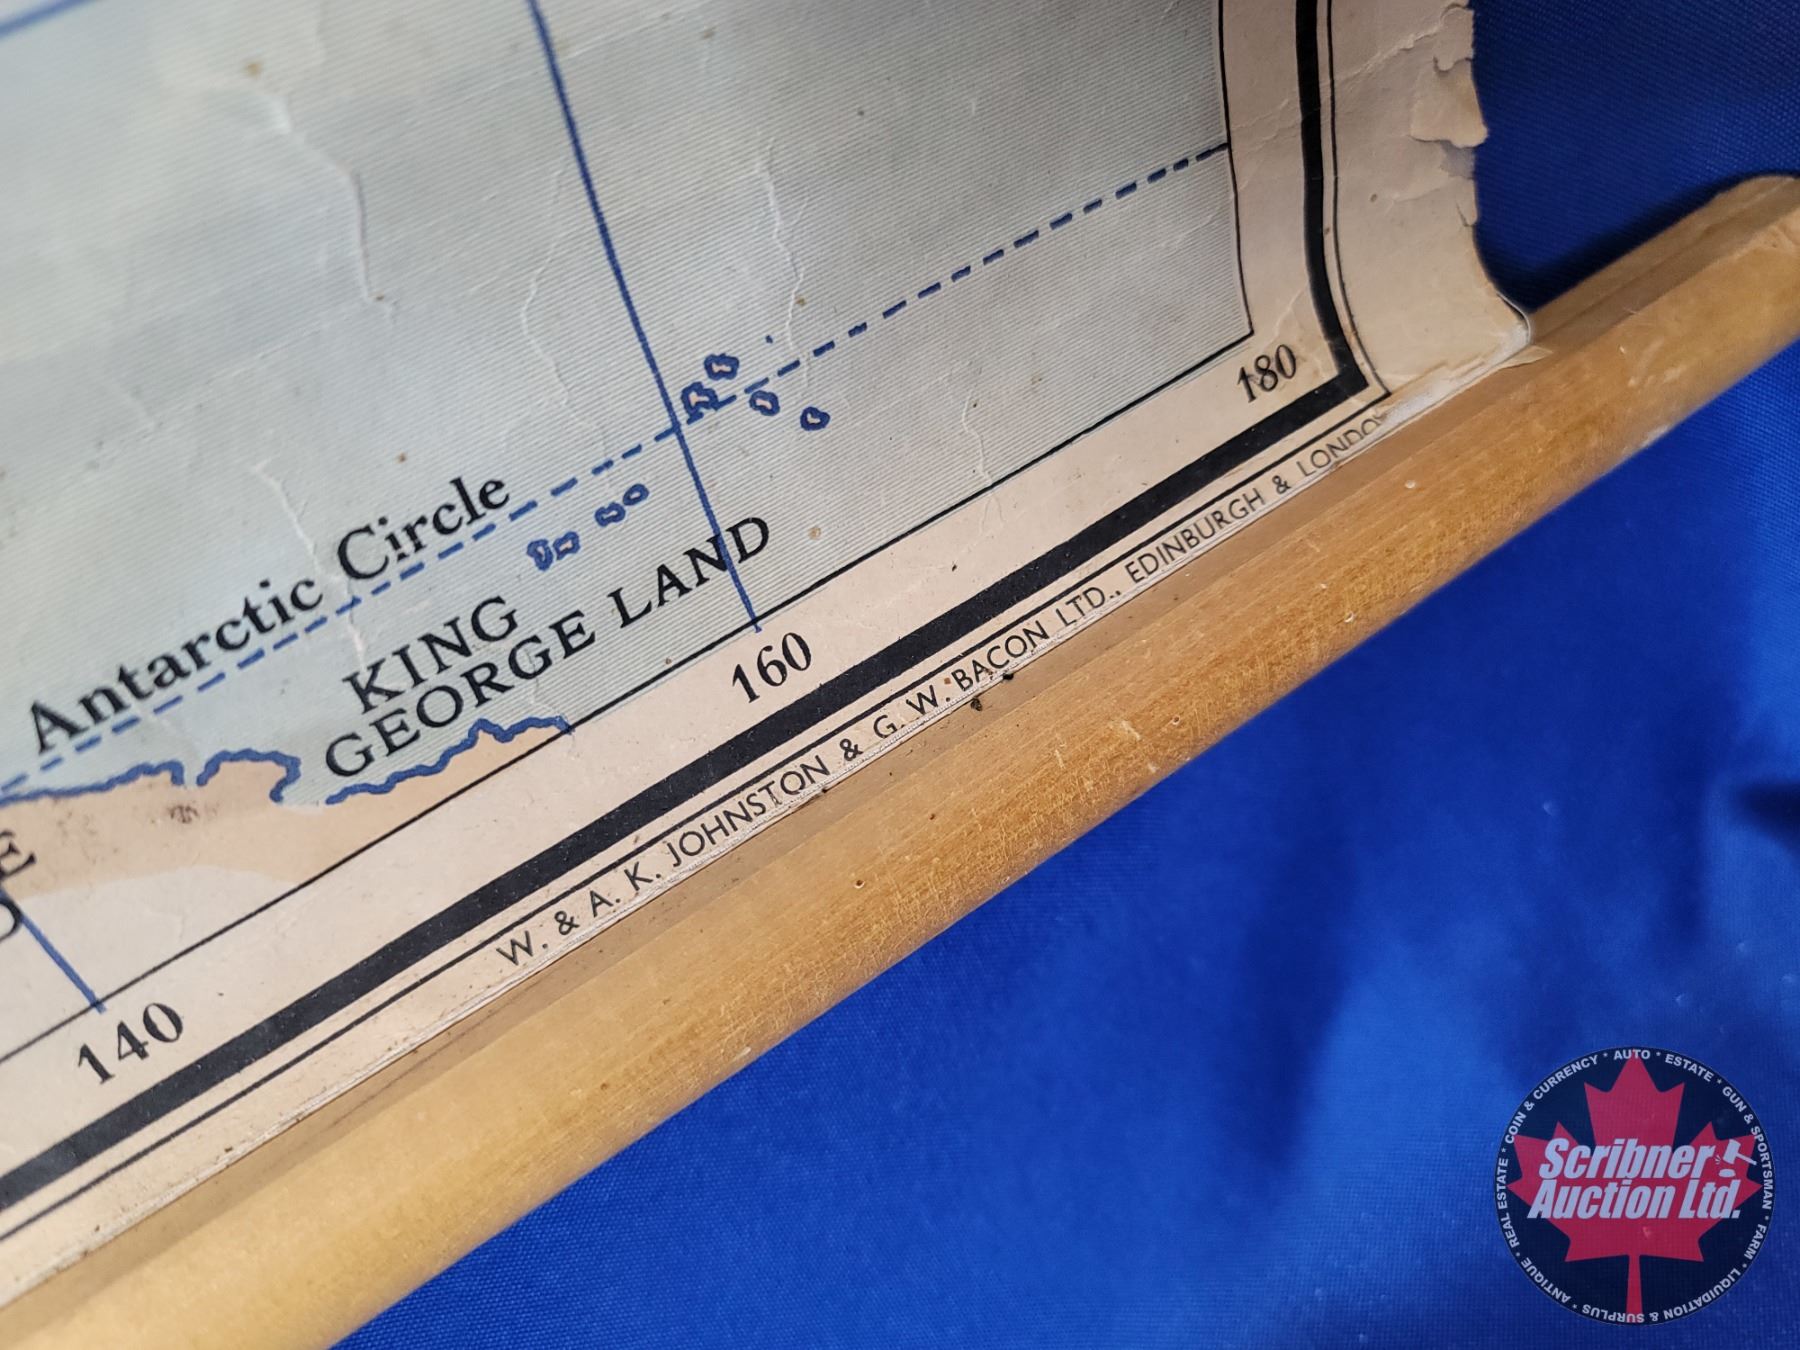 Antarctic Circle
KING
GEORGE LAND
E
D
140
160
180
W. & A. K. JOHNSTON & G. W. BACON LTD., EDINBURGH & LONDO
Scribner
Auction Ltd.
COIN & CURRENCY * AUTO * ESTATE * GUN & SPORTSMAN * FARM * LIQUIDATION & SURPLUS * ANTIQUE * REAL ESTATE *